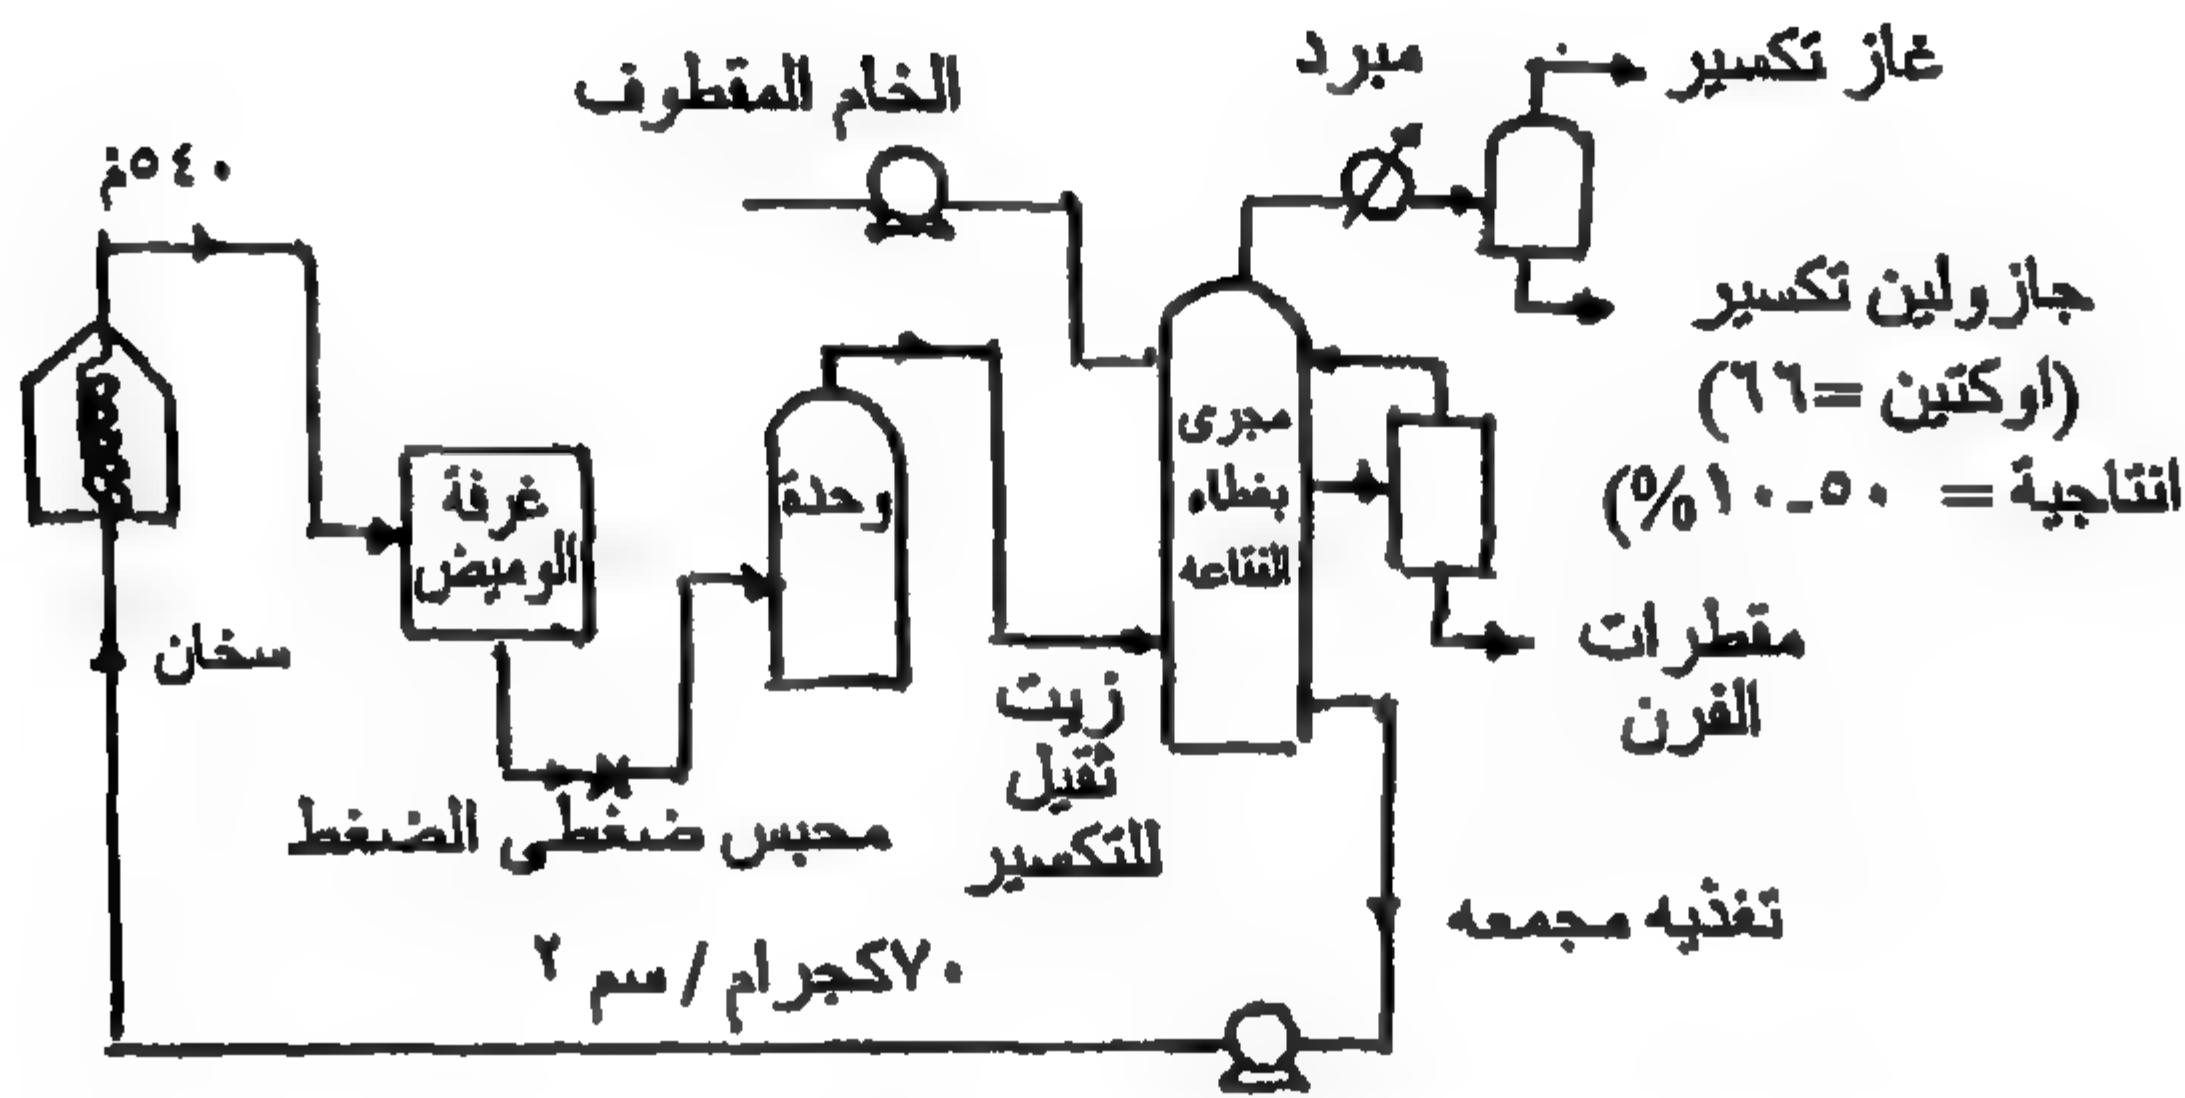 غاز تكسير
مبرد
الخام المقطوف
٥٤٠م
جازولين تكسير
(اوكتين =٦٦)
انتاجية = ٥٠-١٠%)
مجرى
بغطاء
الفقاعه
وحدة
غرفة
الوميض
سخان
مقطرات
الفرن
زيت
ثقيل
للتكسير
محبس ضغطى الضغط
٧٠كجرام / سم ٢
تغذيه مجمعه